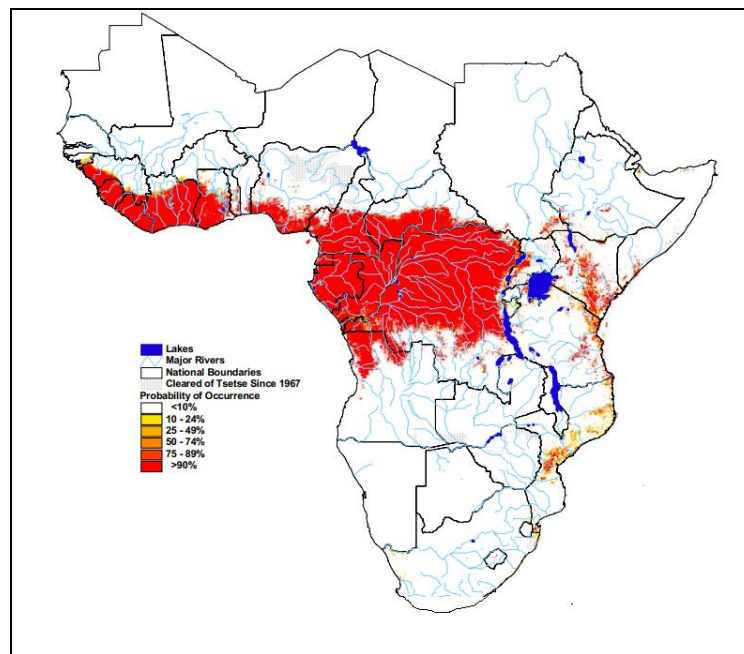 Lakes
Major Rivers
National Boundaries
Cleared of Tsetse Since 1967
Probability of Occurrence
<10%
10 - 24%
25 - 49%
50 - 74%
75 - 89%
>90%